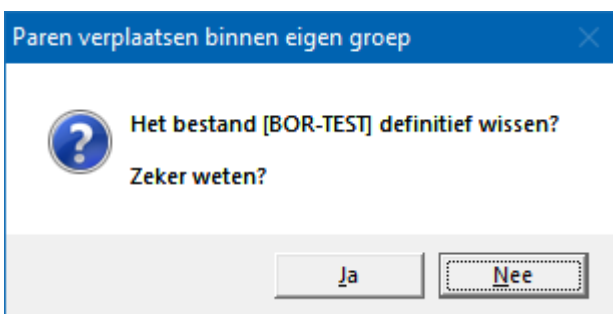 Paren verplaatsen binnen eigen groep
Het bestand [BOR-TEST] definitief wissen?
Zeker weten?
Ja
Nee